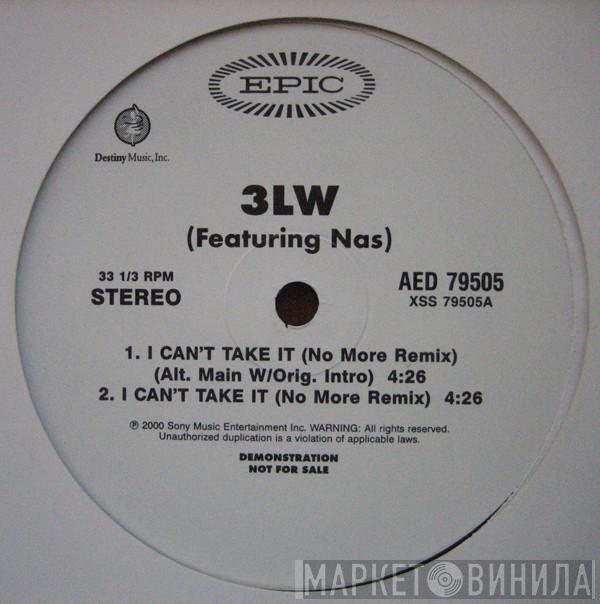 EPIC
Destiny Music, Inc.
3LW
(Featuring Nas)
33 1/3 RPM
STEREO
AED 79505
XSS 79505A
1. I CAN'T TAKE IT (No More Remix)
(Alt. Main W/Orig. Intro) 4:26
2. I CAN'T TAKE IT (No More Remix) 4:26
℗ 2000 Sony Music Entertainment Inc. WARNING: All rights reserved.
Unauthorized duplication is a violation of applicable laws.
DEMONSTRATION
NOT FOR SALE
МАРКЕТ ВИНИЛА